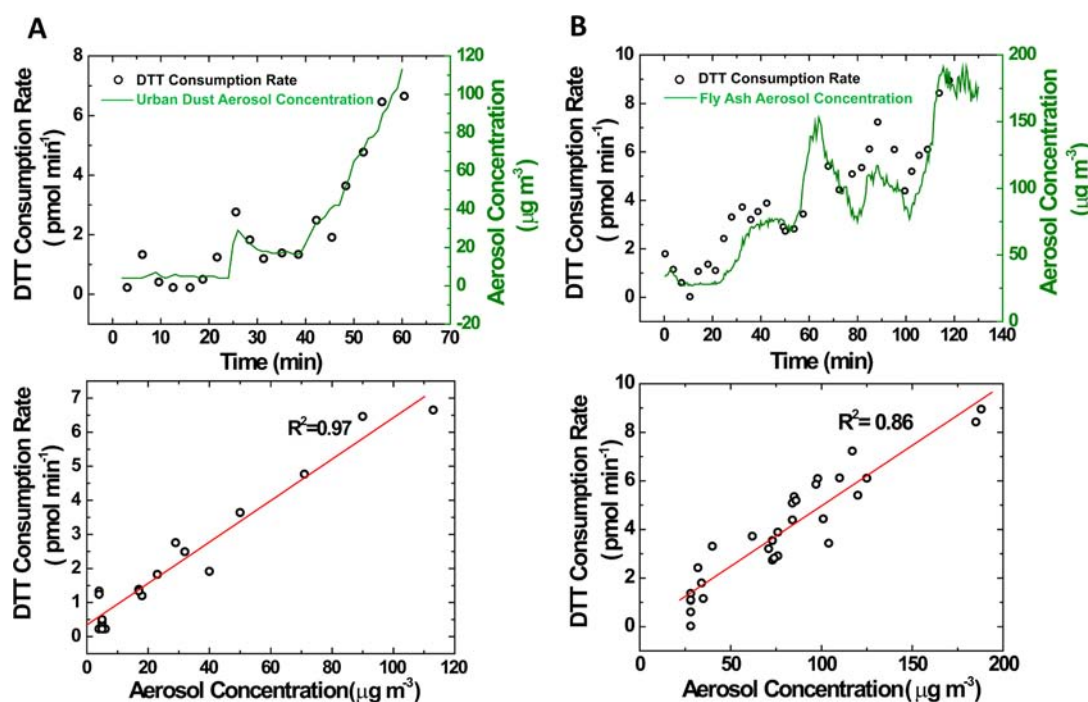 A
DTT Consumption Rate
( pmol min-1)
8
6
4
2
0
DTT Consumption Rate
Urban Dust Aerosol Concentration
120
100
80
60
40
20
0
-20
Aerosol Concentration
(μg m-3)
0 10 20 30 40 50 60 70
Time (min)
B
DTT Consumption Rate
( pmol min-1)
10
8
6
4
2
0
DTT Consumption Rate
Fly Ash Aerosol Concentration
200
150
100
50
0
Aerosol Concentration
(μg m-3)
0 20 40 60 80 100 120 140
Time (min)
DTT Consumption Rate
( pmol min-1)
7
6
5
4
3
2
1
0
R2=0.97
0 20 40 60 80 100 120
Aerosol Concentration(μg m-3)
DTT Consumption Rate
( pmol min-1)
10
8
6
4
2
0
R2= 0.86
0 50 100 150 200
Aerosol Concentration(μg m-3)